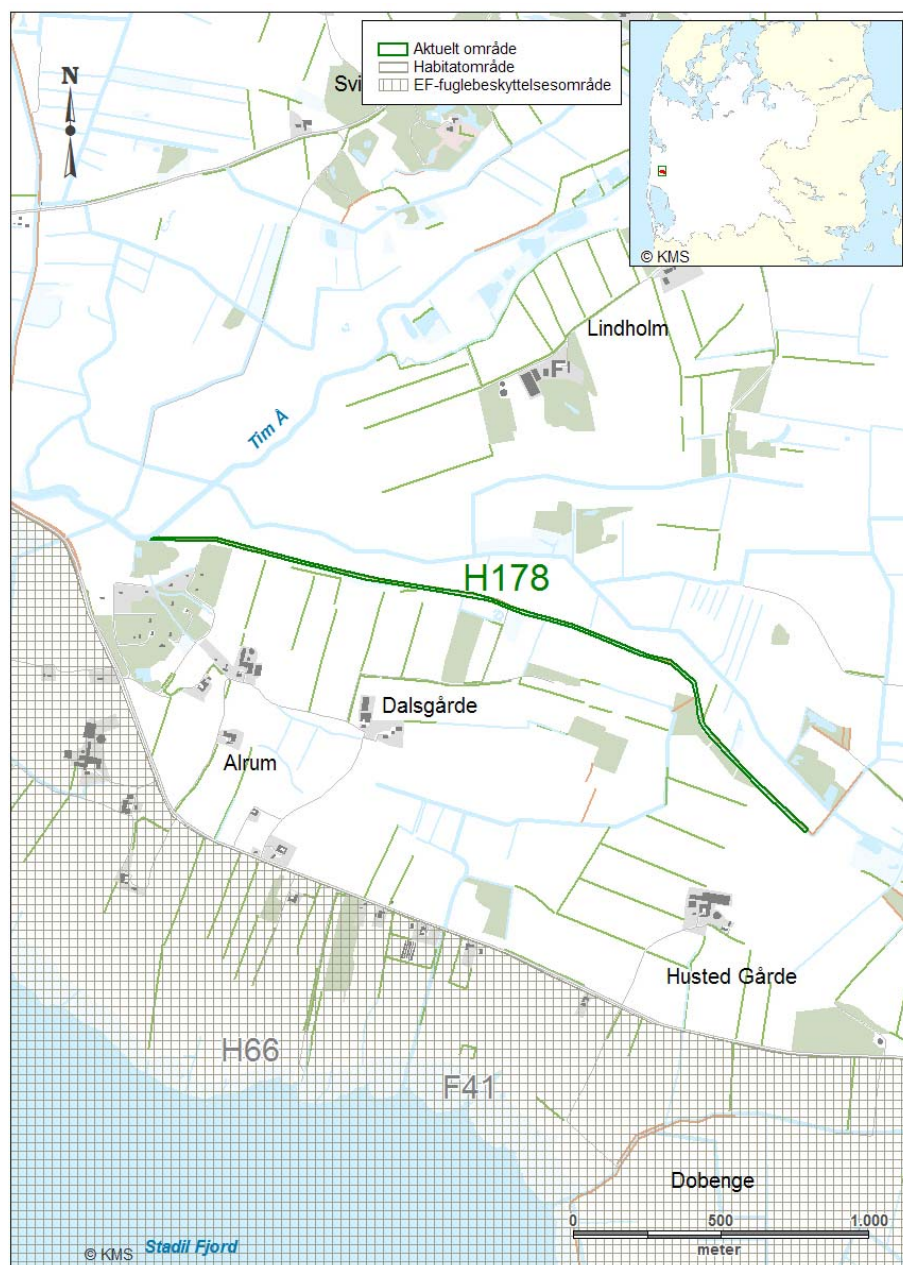 Aktuelt område
Habitatområde
EF-fuglebeskyttelsesområde
N
© KMS
Lindholm
F
Tim Å
H178
Dalsgårde
Alrum
Husted Gårde
H66
F41
Dobenge
0 500 1.000
meter
© KMS Stadil Fjord